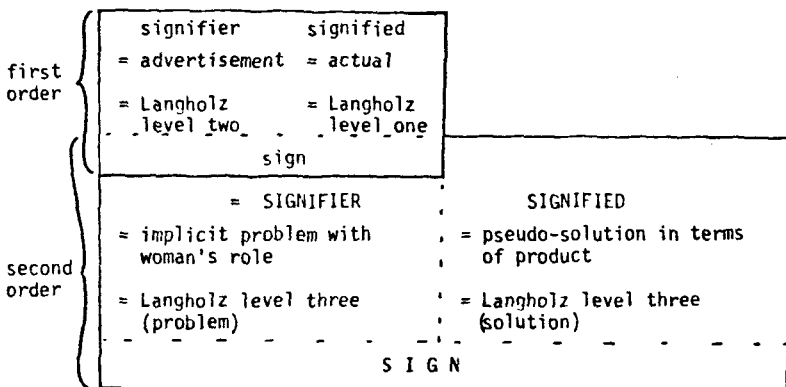 signifier signified
= advertisement = actual
first
order
= Langholz = Langholz
level two level one
sign
= SIGNIFIER SIGNIFIED
= implicit problem with = pseudo-solution in terms
woman's role of product
second
order
= Langholz level three = Langholz level three
(problem) (solution)
S I G N